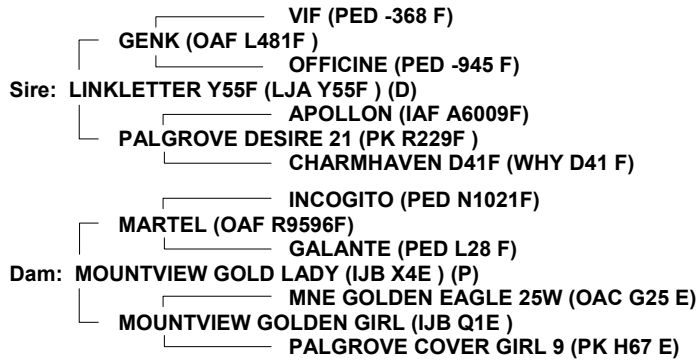 VIF (PED -368 F)
GENK (OAF L481F )
OFFICINE (PED -945 F)
Sire: LINKLETTER Y55F (LJA Y55F ) (D)
APOLLON (IAF A6009F)
PALGROVE DESIRE 21 (PK R229F )
CHARMHAVEN D41F (WHY D41 F)
INCOGITO (PED N1021F)
MARTEL (OAF R9596F)
GALANTE (PED L28 F)
Dam: MOUNTVIEW GOLD LADY (IJB X4E ) (P)
MNE GOLDEN EAGLE 25W (OAC G25 E)
MOUNTVIEW GOLDEN GIRL (IJB Q1E )
PALGROVE COVER GIRL 9 (PK H67 E)